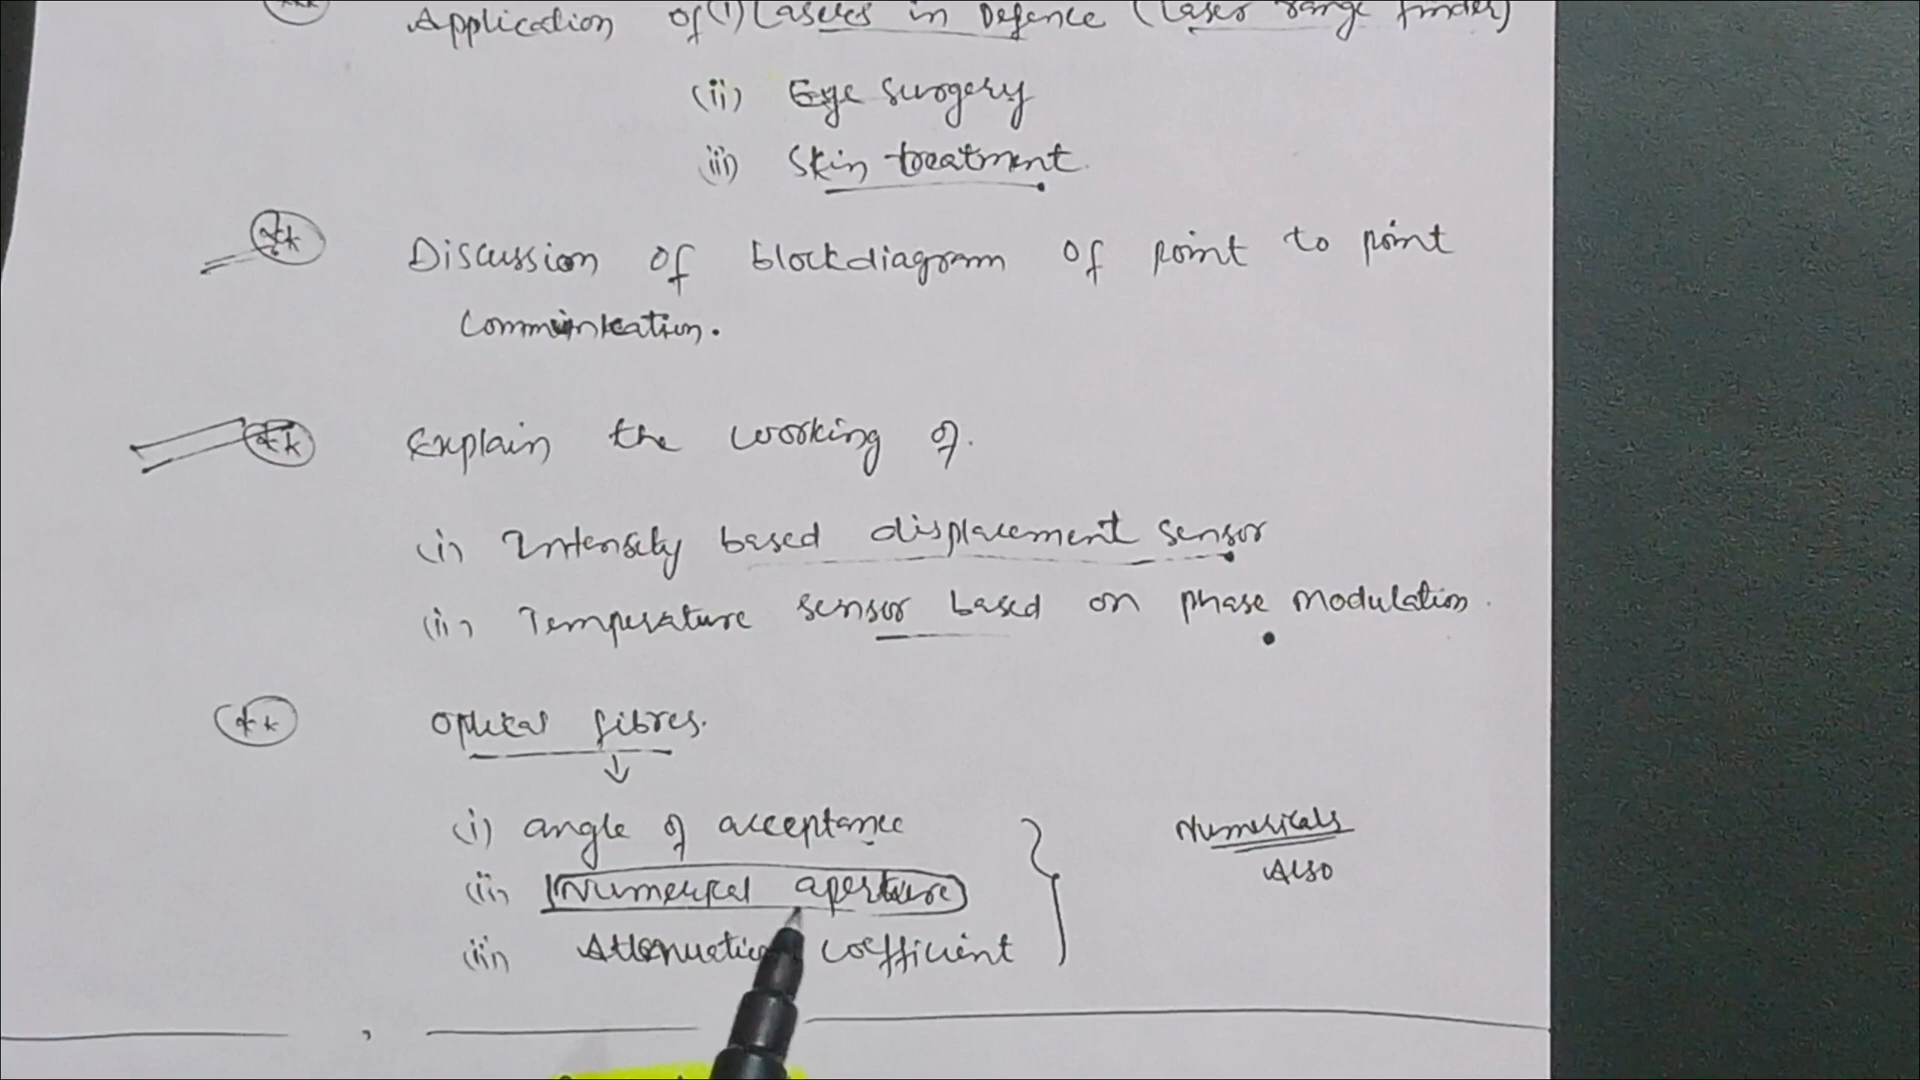 *** Application of (i) Lasers in Defence (Laser range finder)
(ii) Eye surgery
(iii) Skin treatment
** Discussion of blockdiagram of point to point
Communication.
** Explain the working of.
(i) Intensity based displacement sensor
(ii) Temperature sensor based on phase modulation.
** Optical fibres.
↓
(i) angle of acceptance
(ii) Numerical aperture
(iii) Attenuation coefficient
Numericals
Also